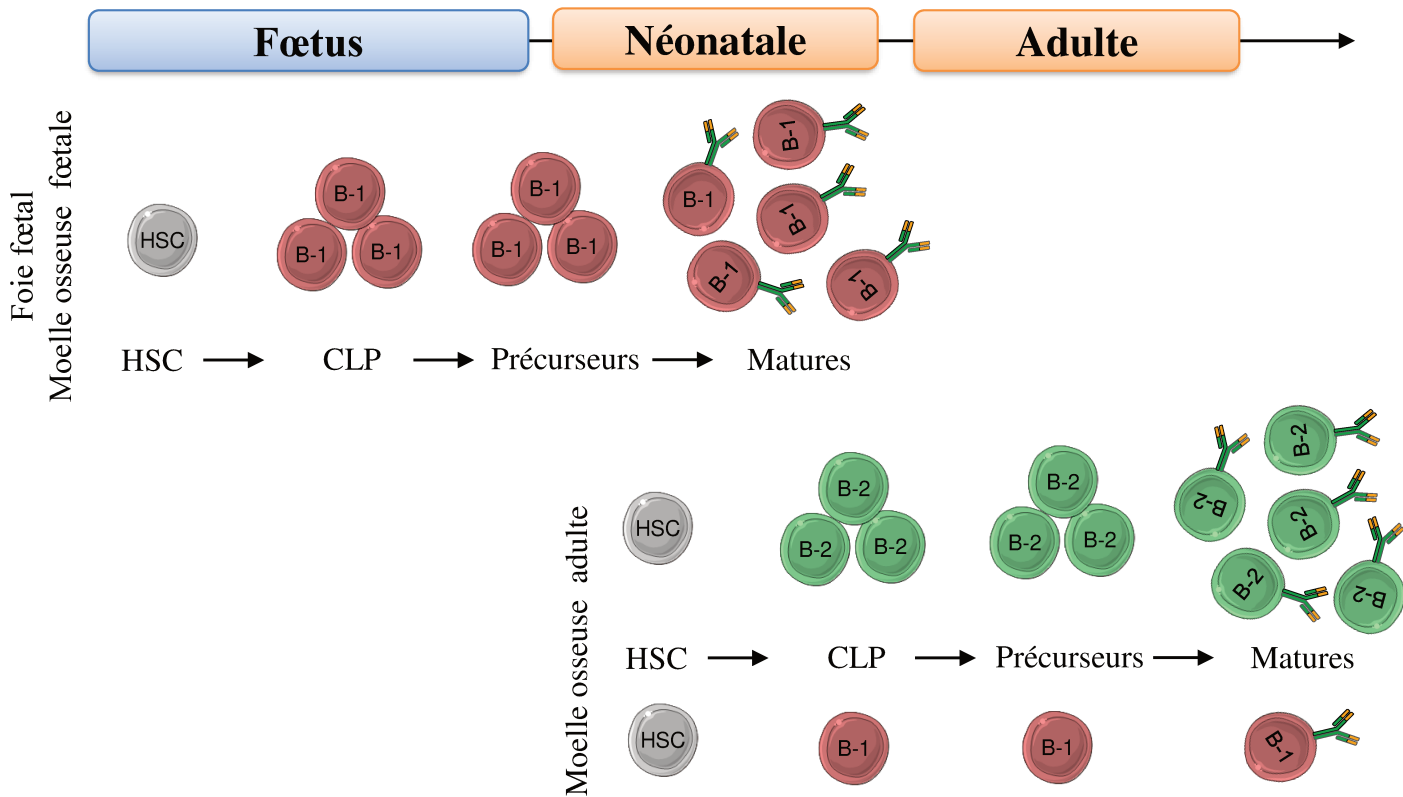 Fœtus
Néonatale
Adulte
Foie fœtal
Moelle osseuse fœtale
HSC
B-1
B-1
B-1
B-1
B-1
B-1
B-1
B-1
B-1
B-1
B-1
HSC
CLP
Précurseurs
Matures
Moelle osseuse adulte
HSC
B-2
B-2
B-2
B-2
B-2
B-2
B-2
B-2
B-2
B-2
B-2
HSC
CLP
Précurseurs
Matures
HSC
B-1
B-1
B-1